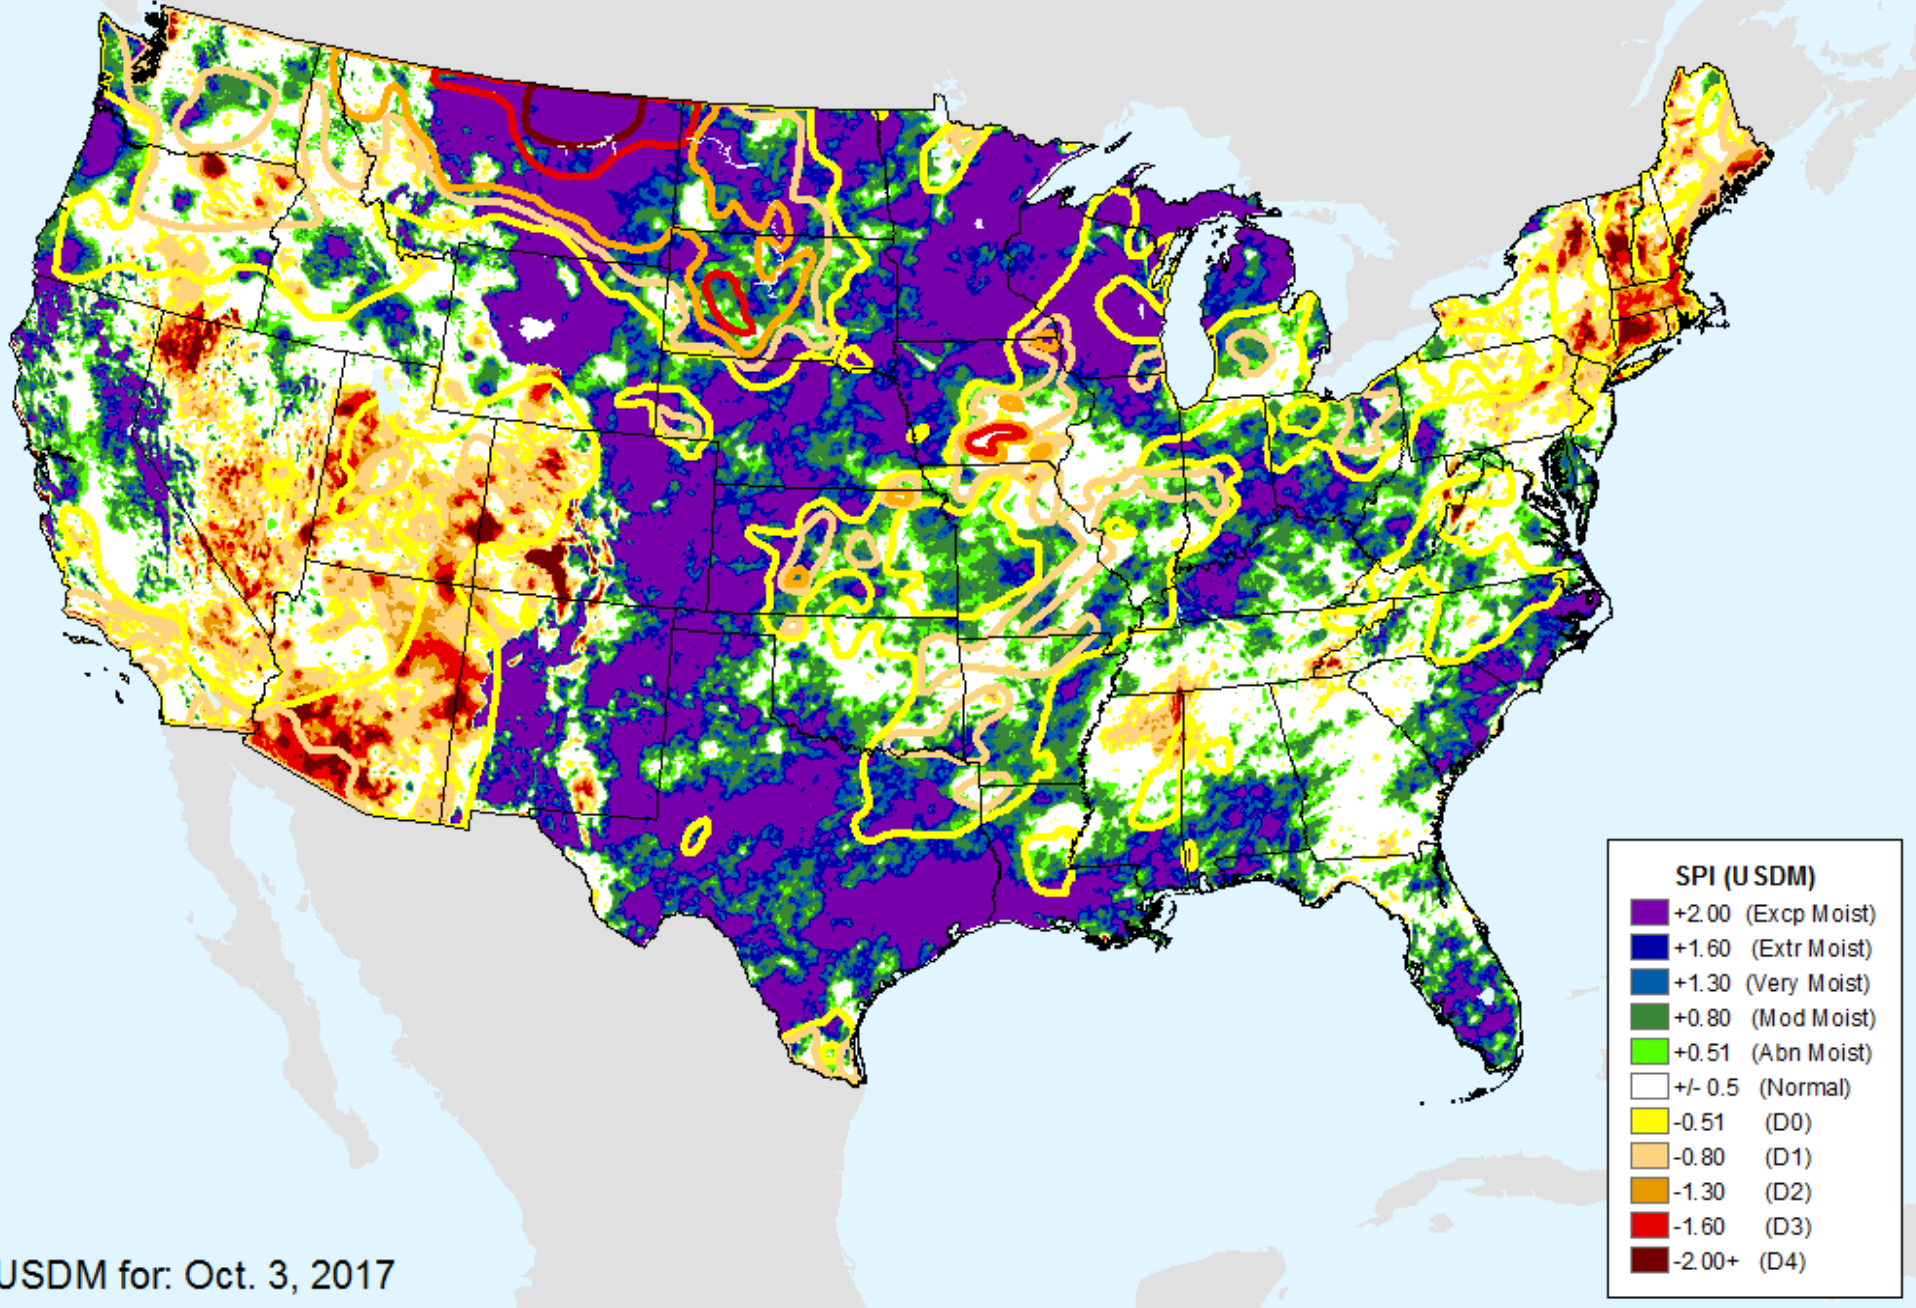 SPI (USDM)
+2.00 (Excp Moist)
+1.60 (Extr Moist)
+1.30 (Very Moist)
+0.80 (Mod Moist)
+0.51 (Abn Moist)
+/- 0.5 (Normal)
-0.51 (D0)
-0.80 (D1)
-1.30 (D2)
-1.60 (D3)
-2.00+ (D4)
USDM for: Oct. 3, 2017